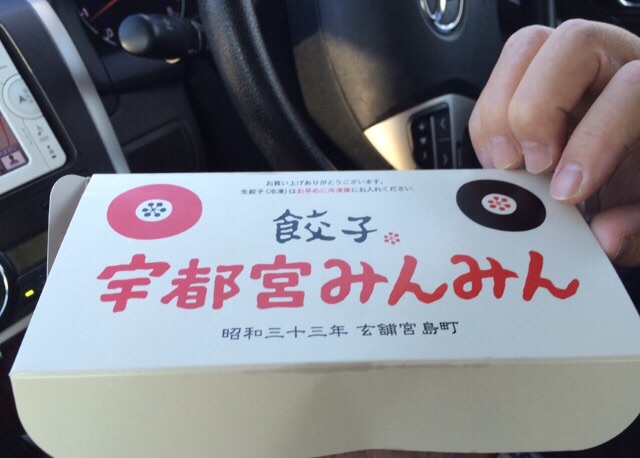 お買い上げありがとうございます。
生餃子(冷凍)はお早めに冷凍庫にお入れください.
餃子
宇都宮みんみん
昭和三十三年 玄舗宮島町